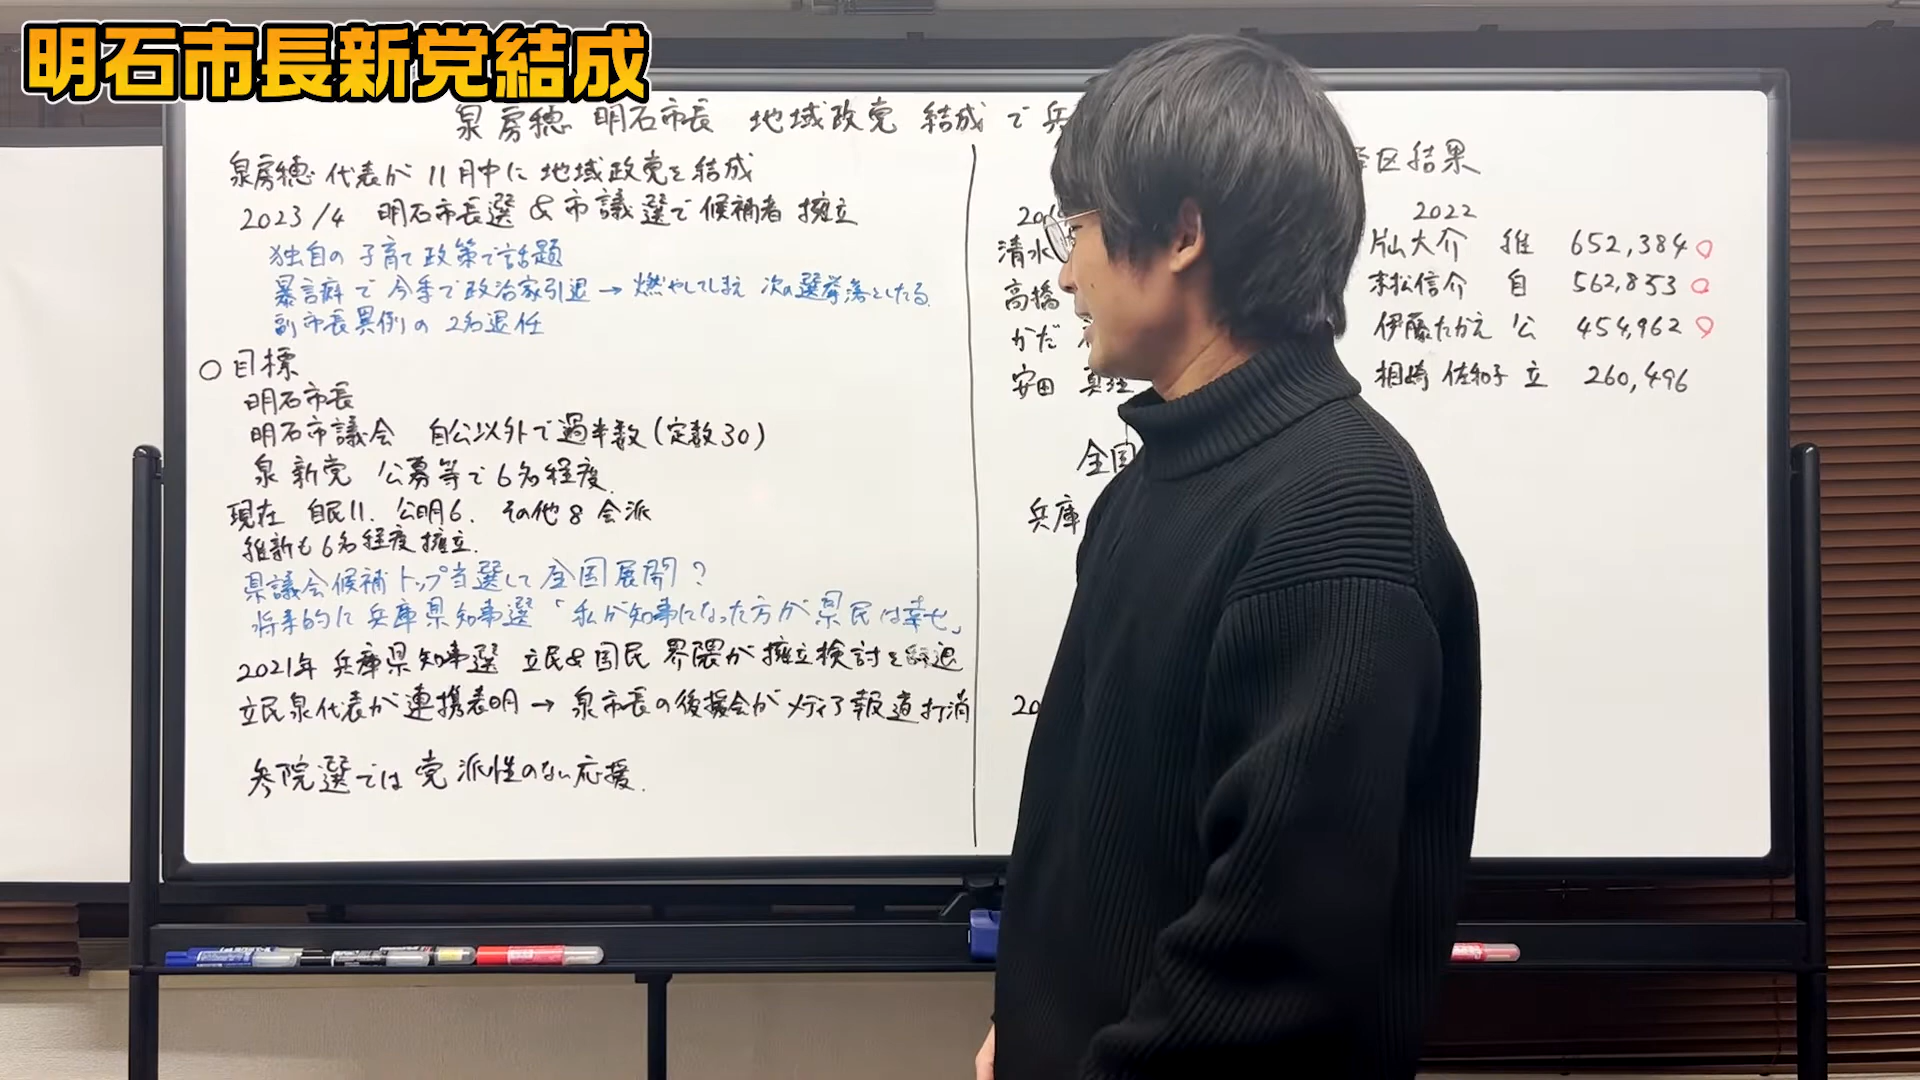 明石市長新党結成
泉房穂 明石市長 地域政党 結成 で 兵
泉房穂 代表が 11月中に 地域政党を結成
2023/4 明石市長選 & 市議選で候補者 擁立
独自の子育て政策で話題
暴言癖で今季で政治家引退→燃やしてしまえ 次の選挙落としたる.
副市長異例の2名退任
○目標
明石市長
明石市議会 自公以外で過半数(定数30)
泉新党 公募等で6名程度.
現在 自民11. 公明6. その他8会派
維新も6名程度擁立.
県議会候補トップ当選して全国展開?
将来的に兵庫県知事選「私が知事になった方が県民は幸せ」
2021年 兵庫県知事選 立民&国民 界隈が擁立検討を辞退
立民泉代表が連携表明→泉市長の後援会がメディア報道打消
参院選では党派性のない応援.
区結果
20
2022
清水
片山大介 維 652,384 ○
高橋
末松信介 自 562,853 ○
かだ
伊藤たかえ 公 454,962 ○
安田 真理
相崎佐和子 立 260,496
全国
兵庫
20